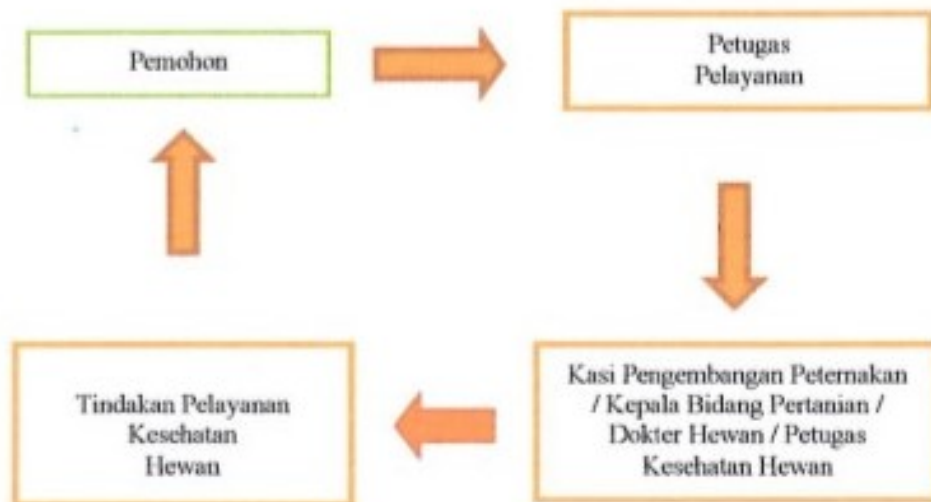 Pemohon
Petugas
Pelayanan
Kasi Pengembangan Peternakan
/ Kepala Bidang Pertanian /
Dokter Hewan / Petugas
Kesehatan Hewan
Tindakan Pelayanan
Kesehatan
Hewan